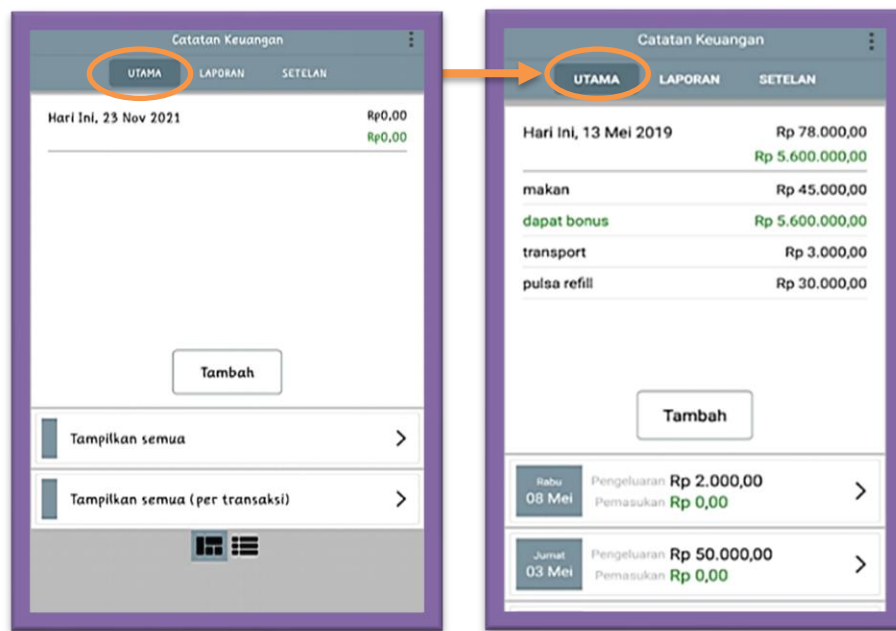 Catatan Keuangan
UTAMA LAPORAN SETELAN
Hari Ini, 23 Nov 2021 Rp0,00
Rp0,00
Tambah
Tampilkan semua
Tampilkan semua (per transaksi)
Catatan Keuangan
UTAMA LAPORAN SETELAN
Hari Ini, 13 Mei 2019 Rp 78.000,00
Rp 5.600.000,00
makan Rp 45.000,00
dapat bonus Rp 5.600.000,00
transport Rp 3.000,00
pulsa refill Rp 30.000,00
Tambah
Rabu Pengeluaran Rp 2.000,00
08 Mei Pemasukan Rp 0,00
Jumat Pengeluaran Rp 50.000,00
03 Mei Pemasukan Rp 0,00